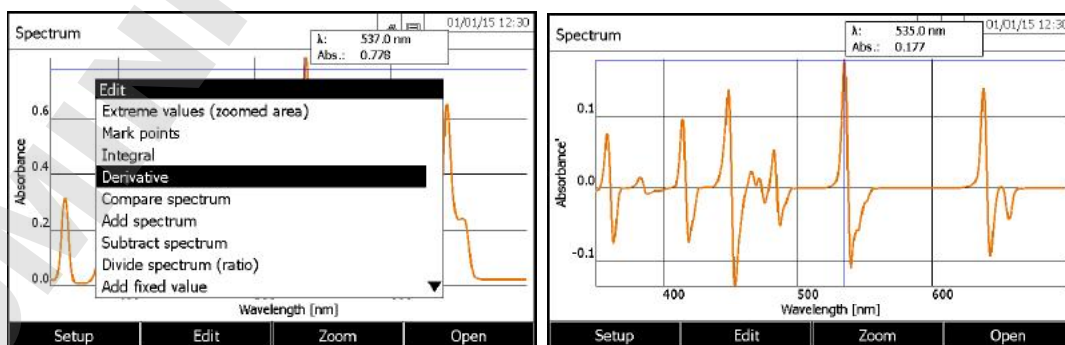 Spectrum
01/01/15 12:30
λ: 537.0 nm
Abs.: 0.778
Edit
Extreme values (zoomed area)
Mark points
Integral
Derivative
Compare spectrum
Add spectrum
Subtract spectrum
Divide spectrum (ratio)
Add fixed value
0.6
0.4
0.2
0.0
Absorbance
Wavelength [nm]
Setup Edit Zoom Open
Spectrum
01/01/15 12:30
λ: 535.0 nm
Abs.: 0.177
0.1
0.0
-0.1
Absorbance'
400 500 600
Wavelength [nm]
Setup Edit Zoom Open